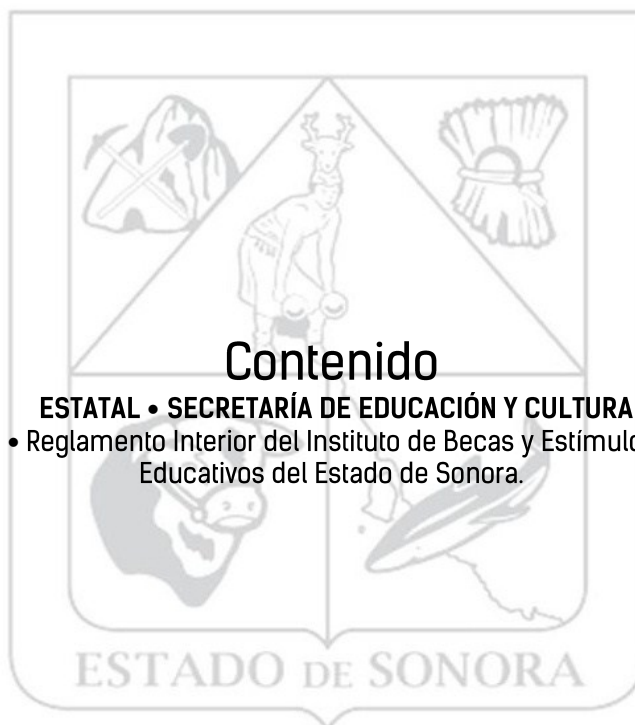 Contenido
ESTATAL • SECRETARÍA DE EDUCACIÓN Y CULTURA
• Reglamento Interior del Instituto de Becas y Estímulo
Educativos del Estado de Sonora.
ESTADO DE SONORA